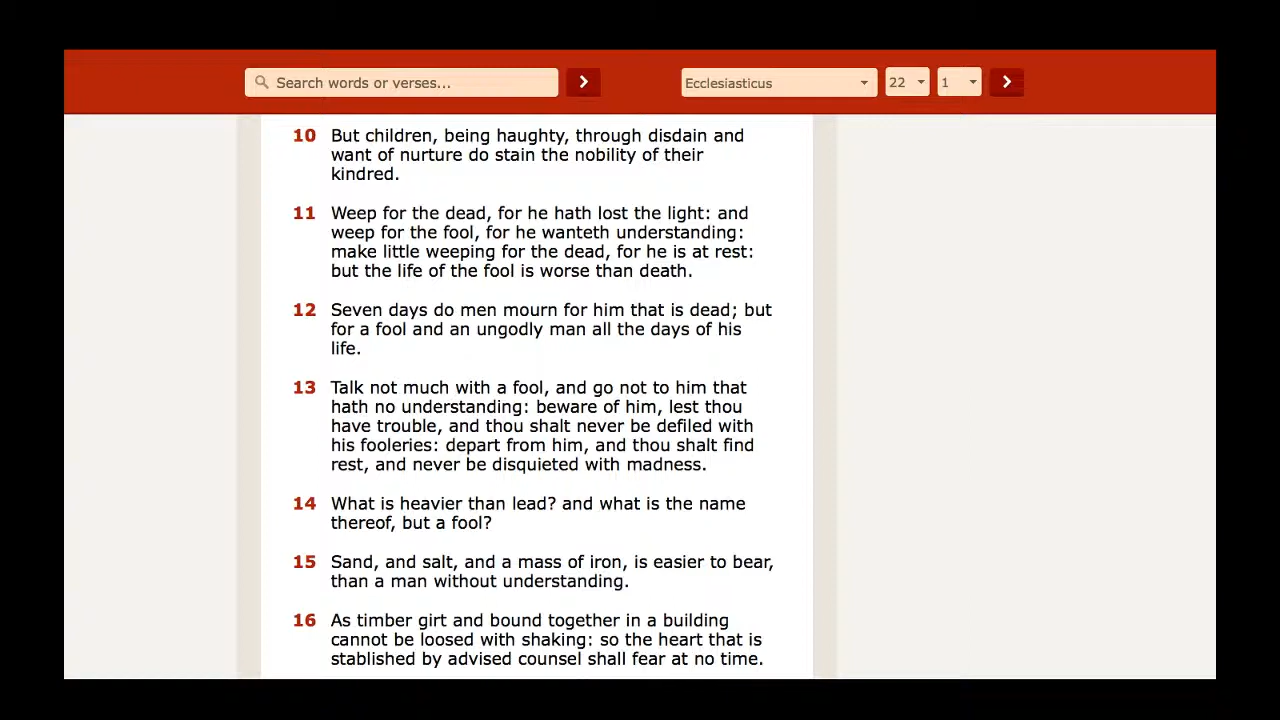 Search words or verses...
Ecclesiasticus 22 1
10 But children, being haughty, through disdain and
want of nurture do stain the nobility of their
kindred.
11 Weep for the dead, for he hath lost the light: and
weep for the fool, for he wanteth understanding:
make little weeping for the dead, for he is at rest:
but the life of the fool is worse than death.
12 Seven days do men mourn for him that is dead; but
for a fool and an ungodly man all the days of his
life.
13 Talk not much with a fool, and go not to him that
hath no understanding: beware of him, lest thou
have trouble, and thou shalt never be defiled with
his fooleries: depart from him, and thou shalt find
rest, and never be disquieted with madness.
14 What is heavier than lead? and what is the name
thereof, but a fool?
15 Sand, and salt, and a mass of iron, is easier to bear,
than a man without understanding.
16 As timber girt and bound together in a building
cannot be loosed with shaking: so the heart that is
stablished by advised counsel shall fear at no time.